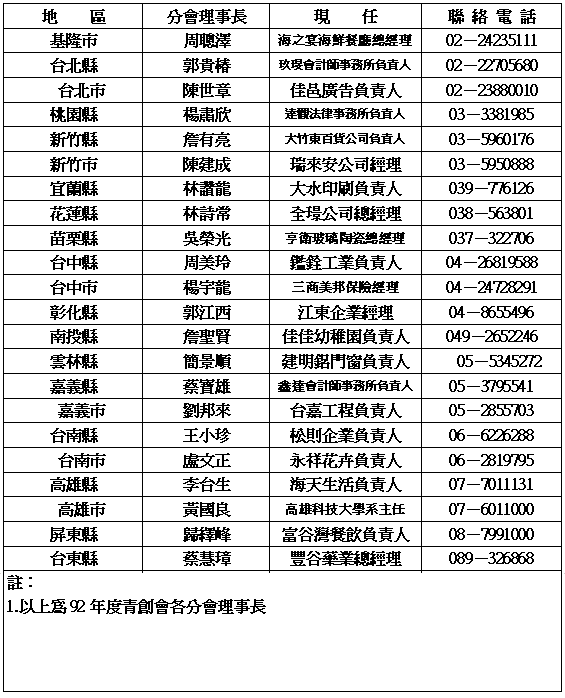 地　　區 分會理事長 現　　任 聯 絡 電 話
基隆市 周聰澤 海之宴海鮮餐廳總經理 02－24235111
台北縣 郭貴椿 玫琝會計師事務所負責人 02－22705680
台北市 陳世章 佳邑廣告負責人 02－23880010
桃園縣 楊肅欣 達觀法律事務所負責人 03－3381985
新竹縣 詹有亮 大竹東百貨公司負責人 03－5960176
新竹市 陳建成 瑞來安公司經理 03－5950888
宜蘭縣 林讚龍 大水印刷負責人 039－776126
花蓮縣 林詩常 全璟公司總經理 038－563801
苗栗縣 吳榮光 亨衛玻璃陶瓷總經理 037－322706
台中縣 周美玲 鑑銓工業負責人 04－26819588
台中市 楊宇龍 三商美邦保險經理 04－24728291
彰化縣 郭江西 江東企業經理 04－8655496
南投縣 詹聖賢 佳佳幼稚園負責人 049－2652246
雲林縣 簡景順 建明鋁門窗負責人 05－5345272
嘉義縣 蔡寶雄 鑫達會計師事務所負責人 05－3795541
嘉義市 劉邦來 台嘉工程負責人 05－2855703
台南縣 王小珍 松則企業負責人 06－6226288
台南市 盧文正 永祥花卉負責人 06－2819795
高雄縣 李台生 海天生活負責人 07－7011131
高雄市 黃國良 高雄科技大學系主任 07－6011000
屏東縣 歸繹峰 富谷灣餐飲負責人 08－7991000
台東縣 蔡慧璋 豐谷藥業總經理 089－326868
註：
1.以上為 92 年度青創會各分會理事長